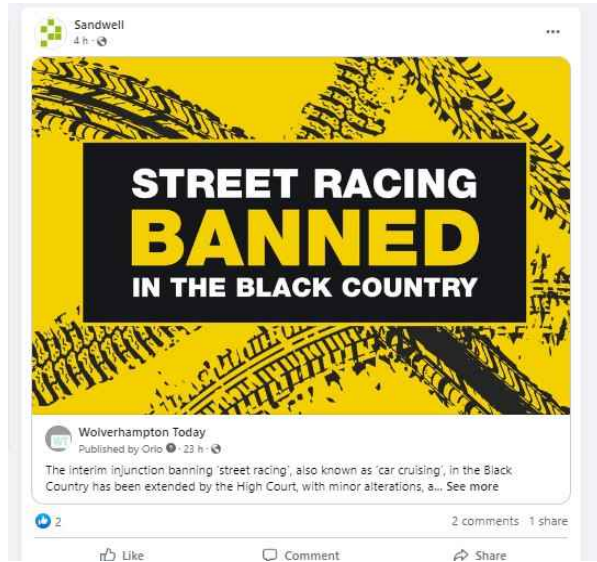 Sandwell
4 h ·
STREET RACING
BANNED
IN THE BLACK COUNTRY
WT
Wolverhampton Today
Published by Orlo · 23 h ·
The interim injunction banning 'street racing', also known as 'car cruising', in the Black
Country has been extended by the High Court, with minor alterations, a... See more
2
2 comments 1 share
Like Comment Share